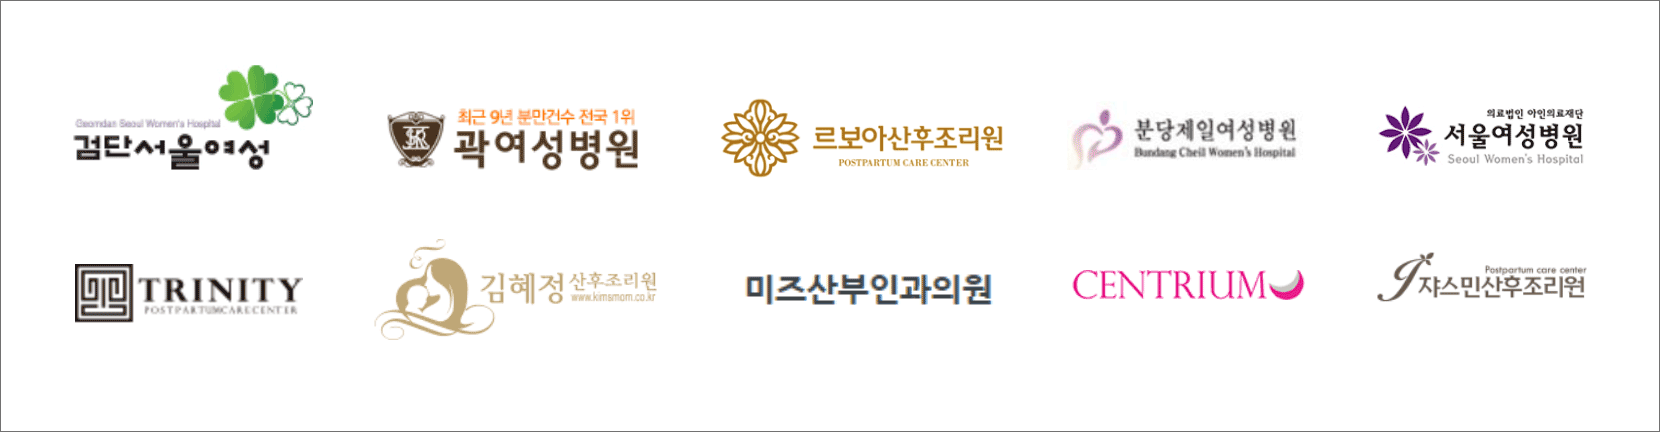 Geomdan Seoul Women's Hospital
검단서울여성
최근 9년 분만건수 전국 1위
곽여성병원
르보아산후조리원
POSTPARTUM CARE CENTER
분당제일여성병원
Bundang Cheil Women's Hospital
의료법인 아인의료재단
서울여성병원
Seoul Women's Hospital
TRINITY
POSTPARTUMCARECENTER
김혜정 산후조리원
www.kimsmom.co.kr
미즈산부인과의원
CENTRIUM
Postpartum care center
쟈스민산후조리원